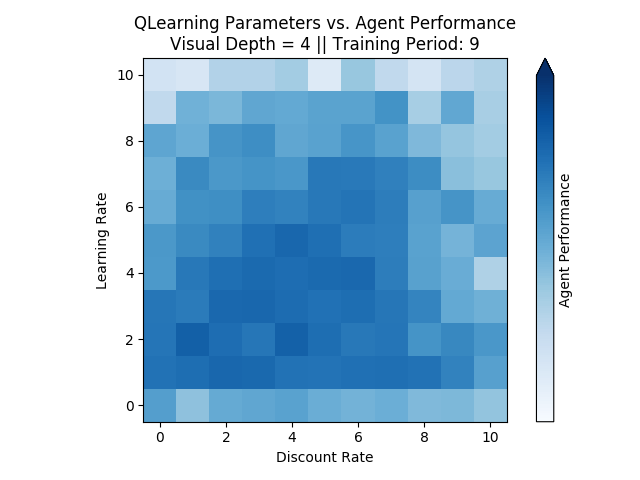 QLearning Parameters vs. Agent Performance
Visual Depth = 4 || Training Period: 9
10
8
6
4
2
0
Learning Rate
0 2 4 6 8 10
Discount Rate
Agent Performance